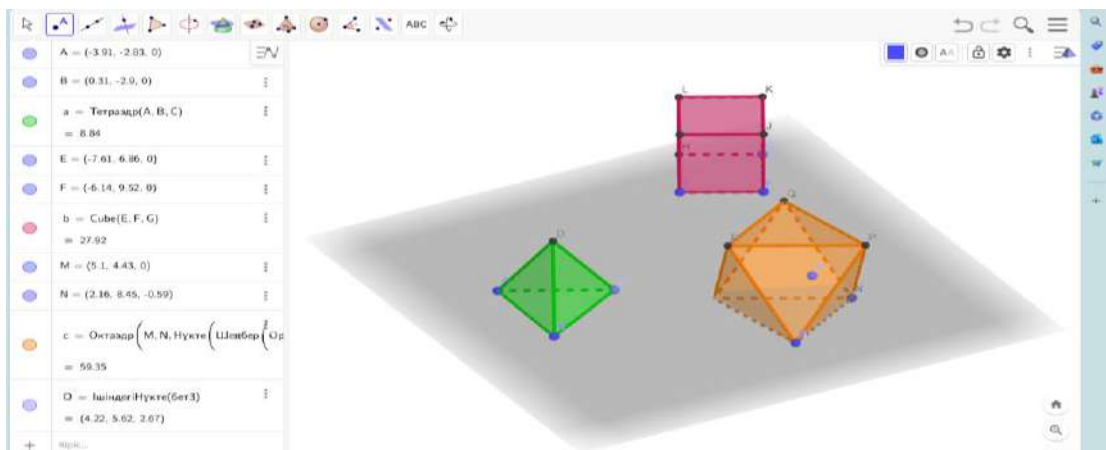 ABC
A = (-3.91, -2.83, 0)
B = (0.31, -2.9, 0)
a = Тетраэдр(A, B, C)
= 8.84
E = (-7.61, 6.86, 0)
F = (-6.14, 9.52, 0)
b = Cube(E, F, G)
= 27.92
M = (5.1, 4.43, 0)
N = (2.16, 8.45, -0.59)
c = Октаэдр(M, N, Нүкте(Шеңбер(Ор
= 59.35
O = ІшіндегіНүкте(бет3)
= (4.22, 5.62, 2.67)
AA
L
K
J
H
Q
P
D
N